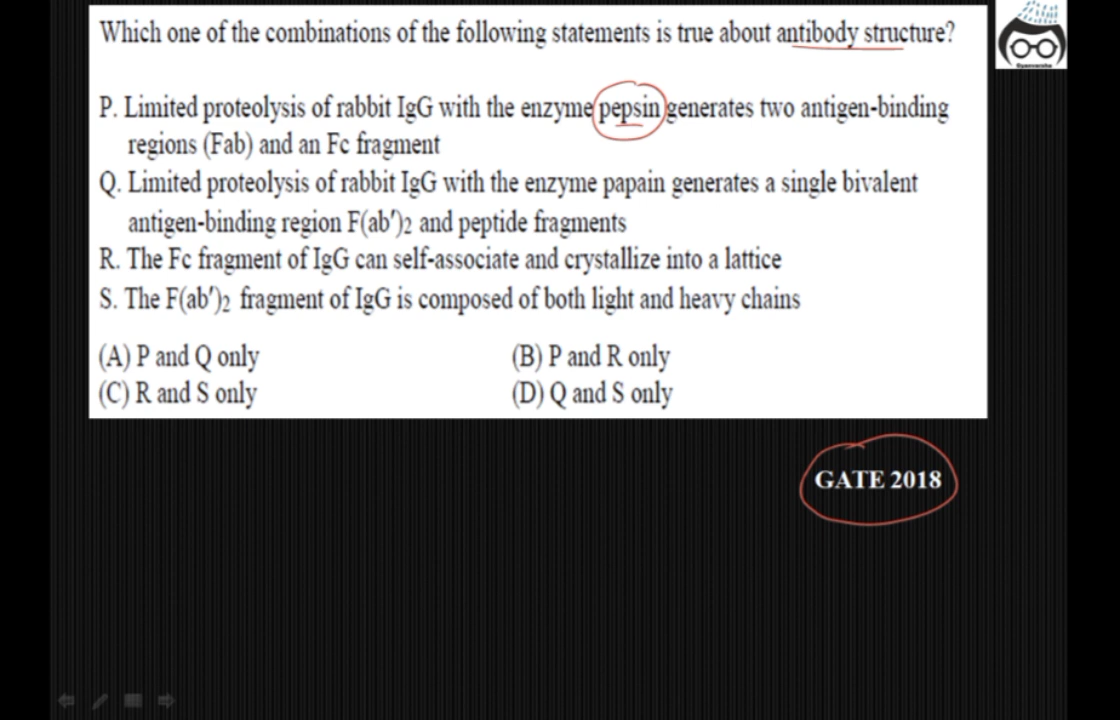 Which one of the combinations of the following statements is true about antibody structure?
P. Limited proteolysis of rabbit IgG with the enzyme pepsin generates two antigen-binding
regions (Fab) and an Fc fragment
Q. Limited proteolysis of rabbit IgG with the enzyme papain generates a single bivalent
antigen-binding region F(ab′)2 and peptide fragments
R. The Fc fragment of IgG can self-associate and crystallize into a lattice
S. The F(ab′)2 fragment of IgG is composed of both light and heavy chains
(A) P and Q only
(B) P and R only
(C) R and S only
(D) Q and S only
GATE 2018